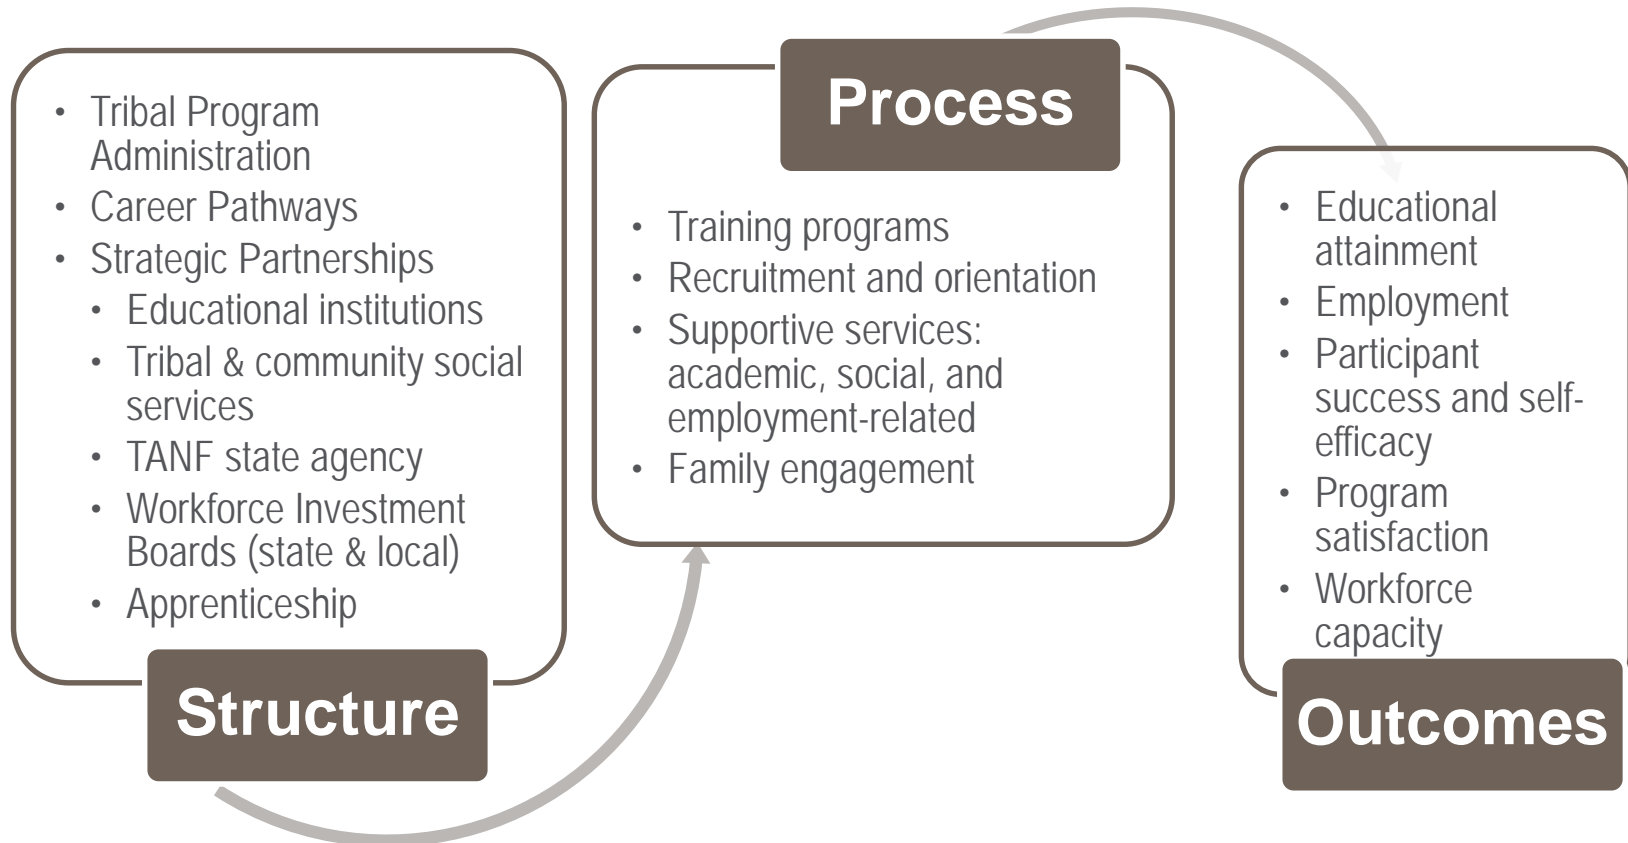 • Tribal Program
Administration
• Career Pathways
• Strategic Partnerships
• Educational institutions
• Tribal & community social
services
• TANF state agency
• Workforce Investment
Boards (state & local)
• Apprenticeship
Structure
Process
• Training programs
• Recruitment and orientation
• Supportive services:
academic, social, and
employment-related
• Family engagement
• Educational
attainment
• Employment
• Participant
success and self-
efficacy
• Program
satisfaction
• Workforce
capacity
Outcomes